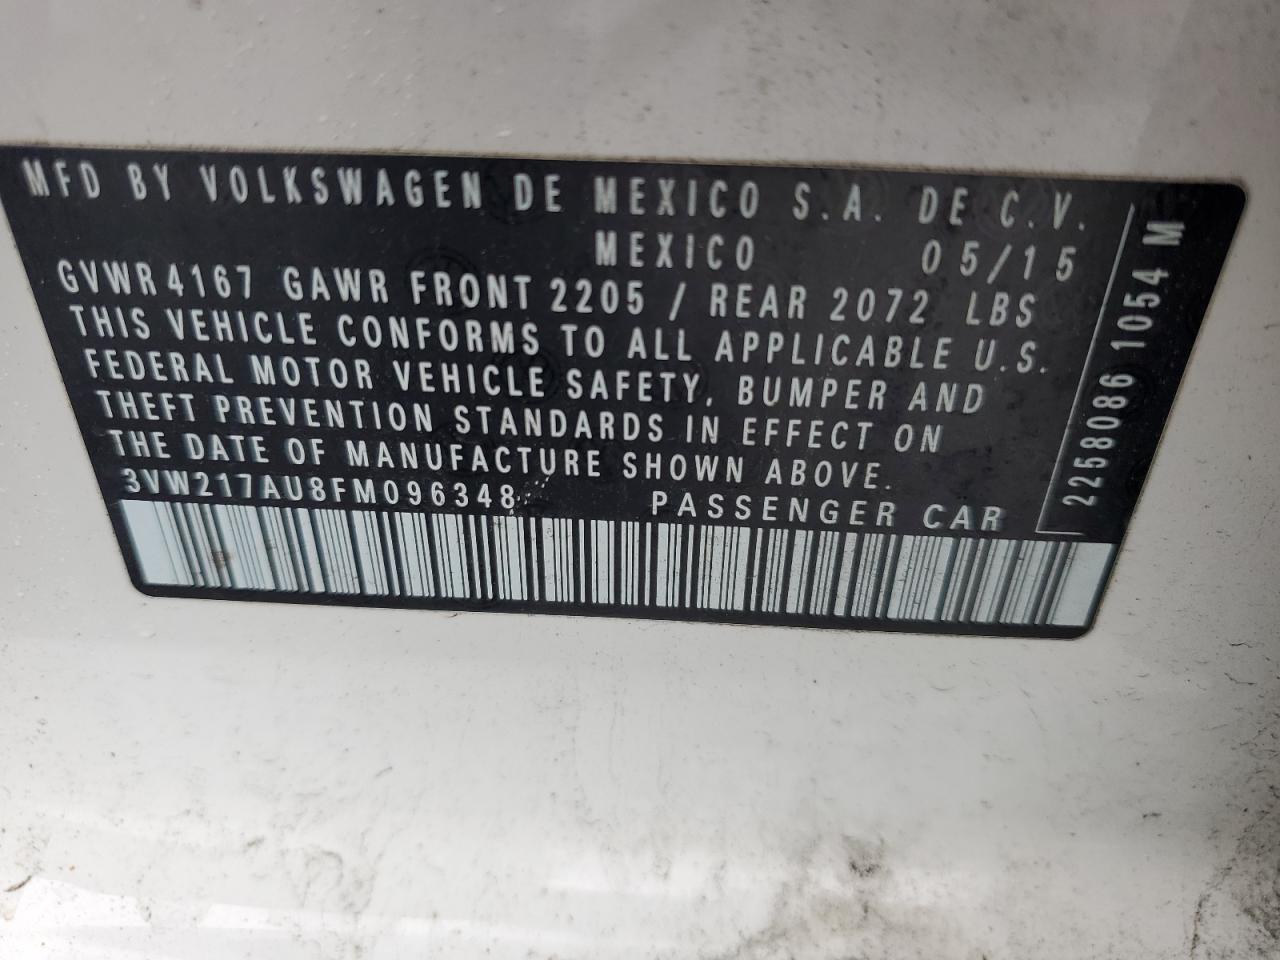 MFD BY VOLKSWAGEN DE MEXICO S.A. DE C.V.
MEXICO 05/15
GVWR 4167 GAWR FRONT 2205 / REAR 2072 LBS
THIS VEHICLE CONFORMS TO ALL APPLICABLE U.S.
FEDERAL MOTOR VEHICLE SAFETY, BUMPER AND
THEFT PREVENTION STANDARDS IN EFFECT ON
THE DATE OF MANUFACTURE SHOWN ABOVE.
3VW217AU8FM096348 PASSENGER CAR
2258086 1054 M